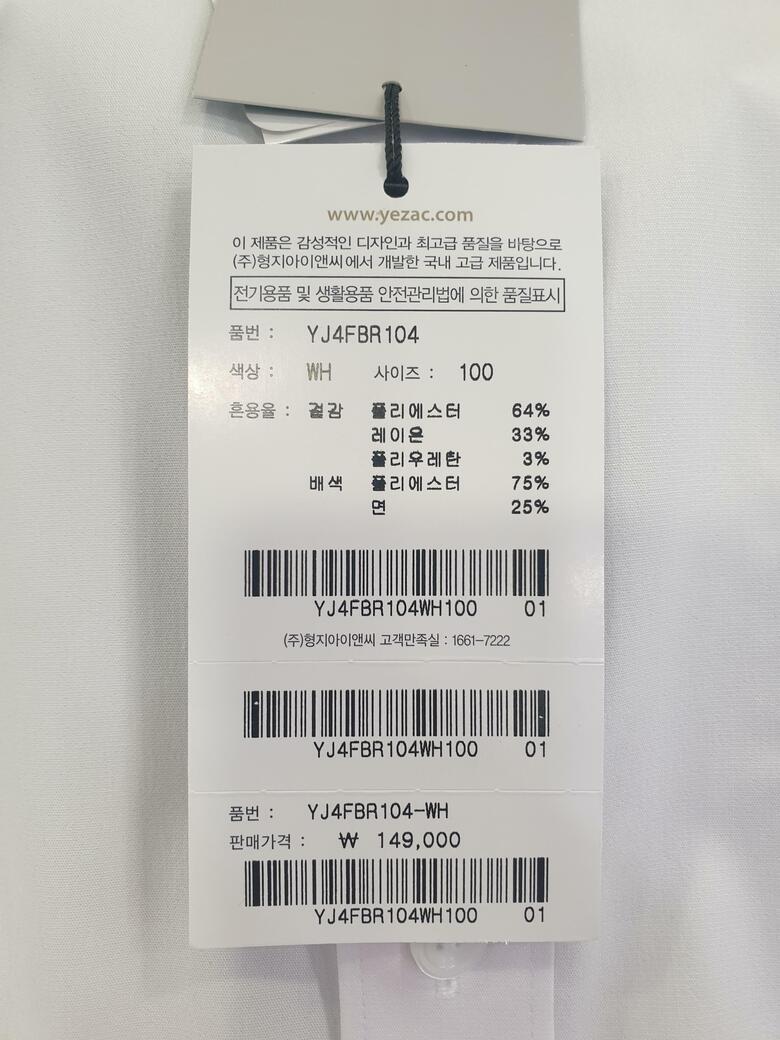 www.yezac.com
이 제품은 감성적인 디자인과 최고급 품질을 바탕으로
(주)형지아이앤씨에서 개발한 국내 고급 제품입니다.
전기용품 및 생활용품 안전관리법에 의한 품질표시
품번 : YJ4FBR104
색상 : WH 사이즈 : 100
혼용율 : 겉감 폴리에스터 64%
레이온 33%
폴리우레탄 3%
배색 폴리에스터 75%
면 25%
YJ4FBR104WH100 01
(주)형지아이앤씨 고객만족실 : 1661-7222
YJ4FBR104WH100 01
품번 : YJ4FBR104-WH
판매가격 : ₩ 149,000
YJ4FBR104WH100 01